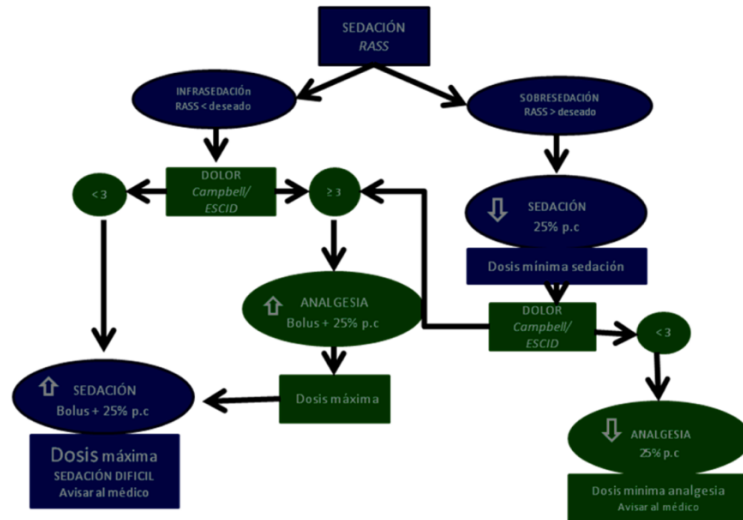 SEDACIÓN
RASS
INFRASEDACIÓn
RASS < deseado
SOBRESEDACIÓN
RASS > deseado
< 3
DOLOR
Campbell/
ESCID
≥ 3
SEDACIÓN
25% p.c
Dosis mínima sedación
ANALGESIA
Bolus + 25% p.c
DOLOR
Campbell/
ESCID
< 3
SEDACIÓN
Bolus + 25% p.c
Dosis máxima
Dosis máxima
SEDACIÓN DIFICIL
Avisar al médico
ANALGESIA
25% p.c
Dosis minima analgesia
Avisar al médico